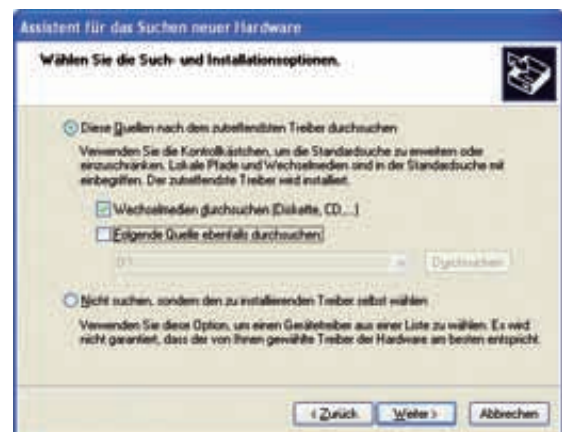 Assistent für das Suchen neuer Hardware
Wählen Sie die Such- und Installationsoptionen.
Diese Quellen nach dem zutreffendsten Treiber durchsuchen
Verwenden Sie die Kontrollkästchen, um die Standardsuche zu erweitern oder
einzuschränken. Lokale Pfade und Wechselmedien sind in der Standardsuche mit
einbegriffen. Der zutreffendste Treiber wird installiert.
Wechselmedien durchsuchen (Diskette, CD,...)
Folgende Quelle ebenfalls durchsuchen:
D:\
Durchsuchen
Nicht suchen, sondern den zu installierenden Treiber selbst wählen
Verwenden Sie diese Option, um einen Gerätetreiber aus einer Liste zu wählen. Es wird
nicht garantiert, dass der von Ihnen gewählte Treiber der Hardware am besten entspricht.
< Zurück Weiter > Abbrechen